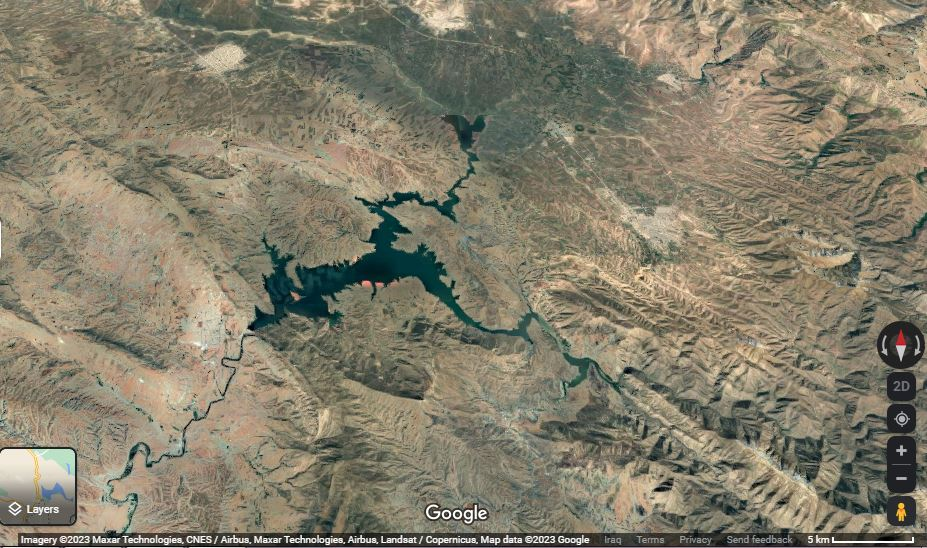 2D
+
−
Layers
Google
Imagery ©2023 Maxar Technologies, CNES / Airbus, Maxar Technologies, Airbus, Landsat / Copernicus, Map data ©2023 Google Iraq Terms Privacy Send feedback 5 km